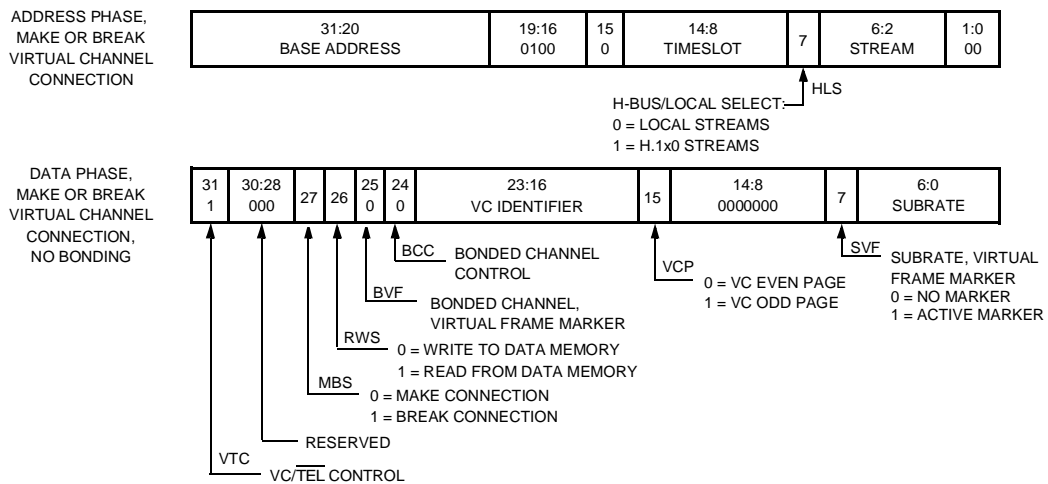 ADDRESS PHASE,
MAKE OR BREAK
VIRTUAL CHANNEL
CONNECTION
31:20
BASE ADDRESS
19:16
0100
15
0
14:8
TIMESLOT
7
6:2
STREAM
1:0
00
HLS
H-BUS/LOCAL SELECT:
0 = LOCAL STREAMS
1 = H.1x0 STREAMS
DATA PHASE,
MAKE OR BREAK
VIRTUAL CHANNEL
CONNECTION,
NO BONDING
31
1
30:28
000
27
26
25
0
24
0
23:16
VC IDENTIFIER
15
14:8
0000000
7
6:0
SUBRATE
BCC
BONDED CHANNEL
CONTROL
BVF
BONDED CHANNEL,
VIRTUAL FRAME MARKER
RWS
0 = WRITE TO DATA MEMORY
1 = READ FROM DATA MEMORY
MBS
0 = MAKE CONNECTION
1 = BREAK CONNECTION
RESERVED
VTC
VC/TEL CONTROL
VCP
0 = VC EVEN PAGE
1 = VC ODD PAGE
SVF
SUBRATE, VIRTUAL
FRAME MARKER
0 = NO MARKER
1 = ACTIVE MARKER